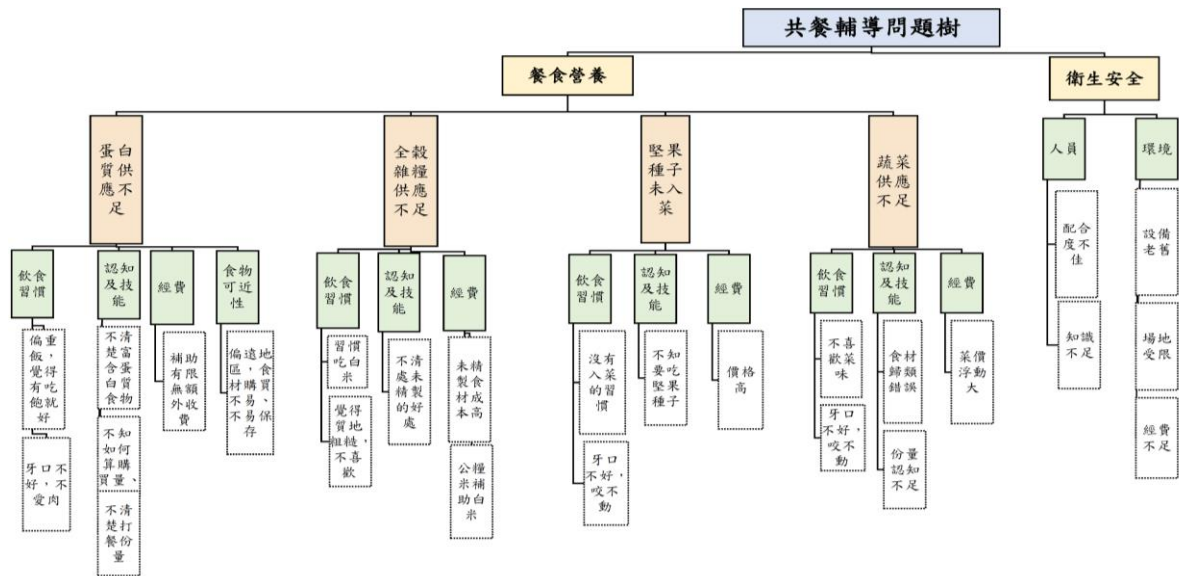 共餐輔導問題樹
餐食營養
衛生安全
蛋白
質供
應不
足
全穀
雜糧
供應
不足
堅果
種子
未入
菜
蔬菜
供應
不足
人員
環境
飲食
習慣
認知
及技
能
經費
食物
可近
性
飲食
習慣
認知
及技
能
經費
飲食
習慣
認知
及技
能
經費
飲食
習慣
認知
及技
能
經費
偏重
飯,
覺得
有吃
飽就
好
牙口不
好,不
愛肉
不清
楚富
含蛋
白質
食物
不知
如何
算購
買量、
不清
楚打
餐份
量
補助
有限
無額
外收
費
偏遠地
區,食
材購買
不易、
不易保
存
習慣
吃白
米
覺得
質地
粗糙,
不喜
歡
不清
處未
精製
的好
處
未精
製食
材成
本高
公糧
米補
助白
米
沒有
入菜
的習
慣
牙口
不好,
咬不
動
不知
要吃
堅果
種子
價格
高
不喜
歡菜
味
牙口
不好,
咬不動
食材
歸類
錯誤
份量
認知
不足
菜價
浮動
大
配合
度不
佳
知識
不足
設備
老舊
場地
受限
經費
不足